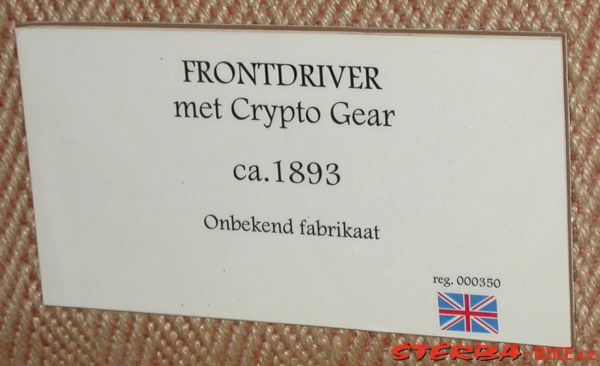 FRONTDRIVER
met Crypto Gear
ca.1893
Onbekend fabrikaat
reg. 000350
STERBA-BIKE.cz